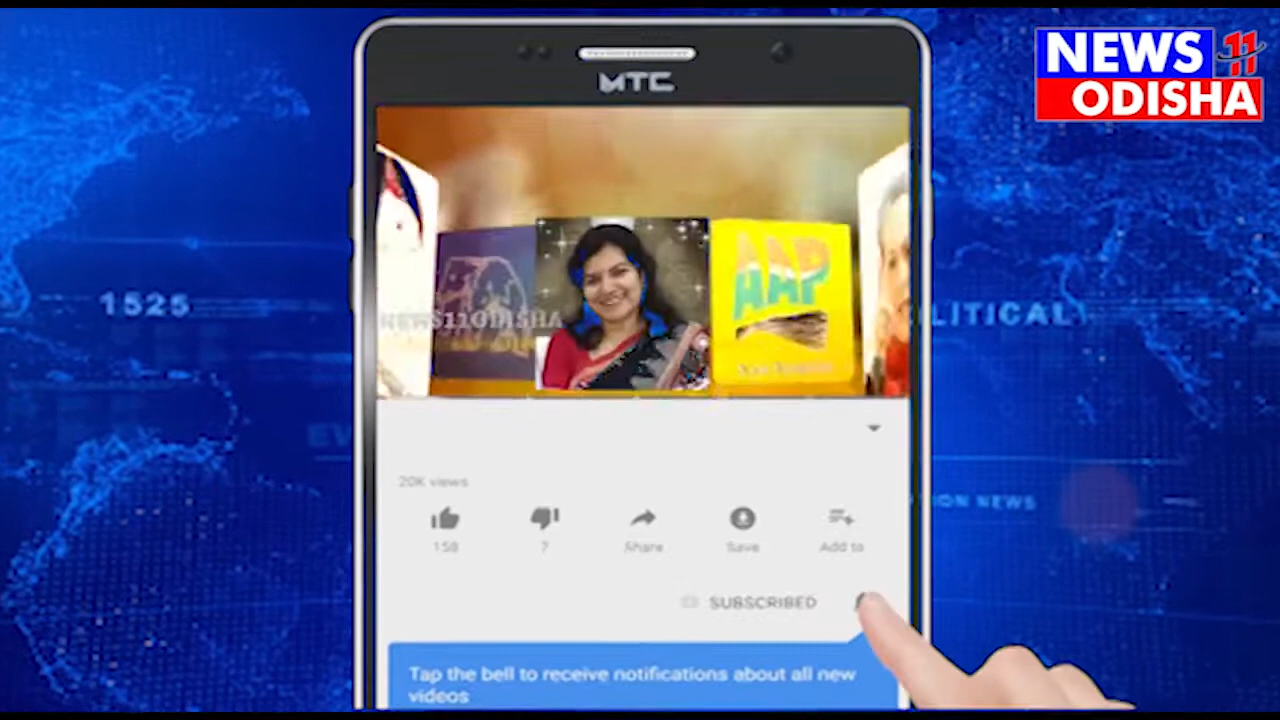 NEWS 11
ODISHA
MTC
AAP
NEWS11ODISHA
1525
LITICAL
20K views
158
7
Share
Save
Add to
ION NEWS
SUBSCRIBED
Tap the bell to receive notifications about all new
videos